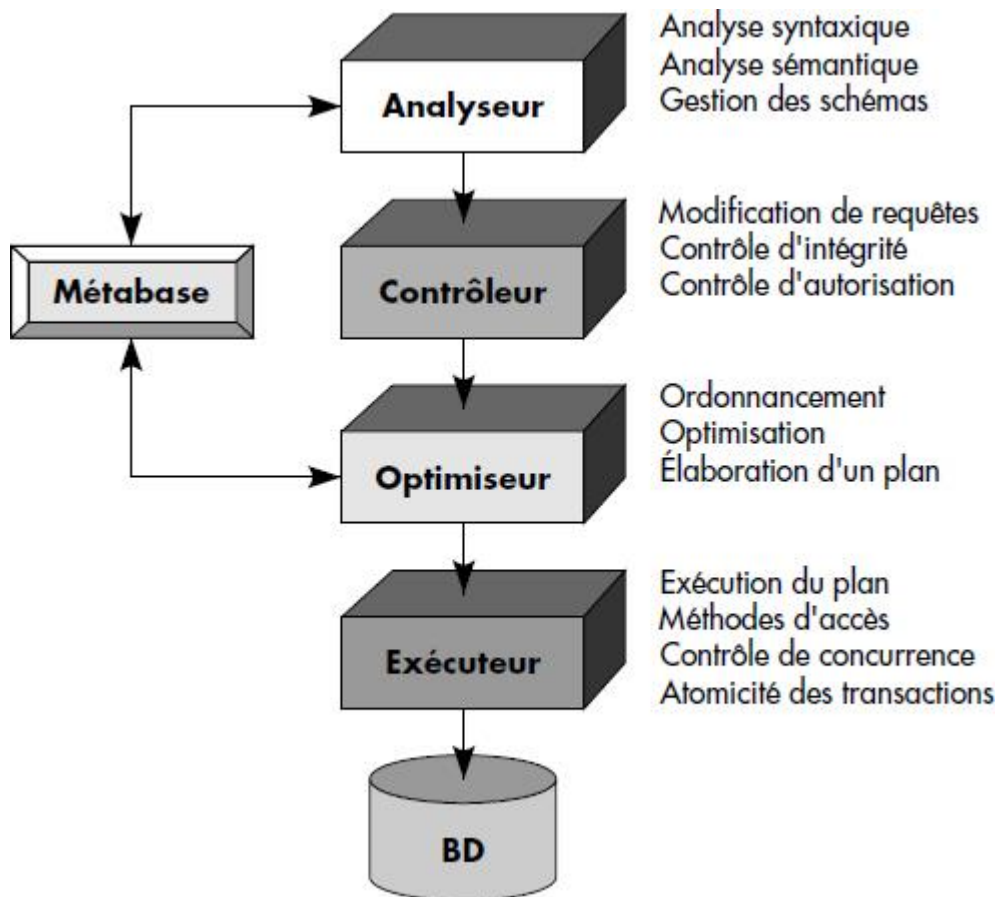 Analyse syntaxique
Analyse sémantique
Gestion des schémas
Analyseur
Modification de requêtes
Contrôle d'intégrité
Contrôle d'autorisation
Métabase
Contrôleur
Ordonnancement
Optimisation
Élaboration d'un plan
Optimiseur
Exécution du plan
Méthodes d'accès
Contrôle de concurrence
Atomicité des transactions
Exécuteur
BD